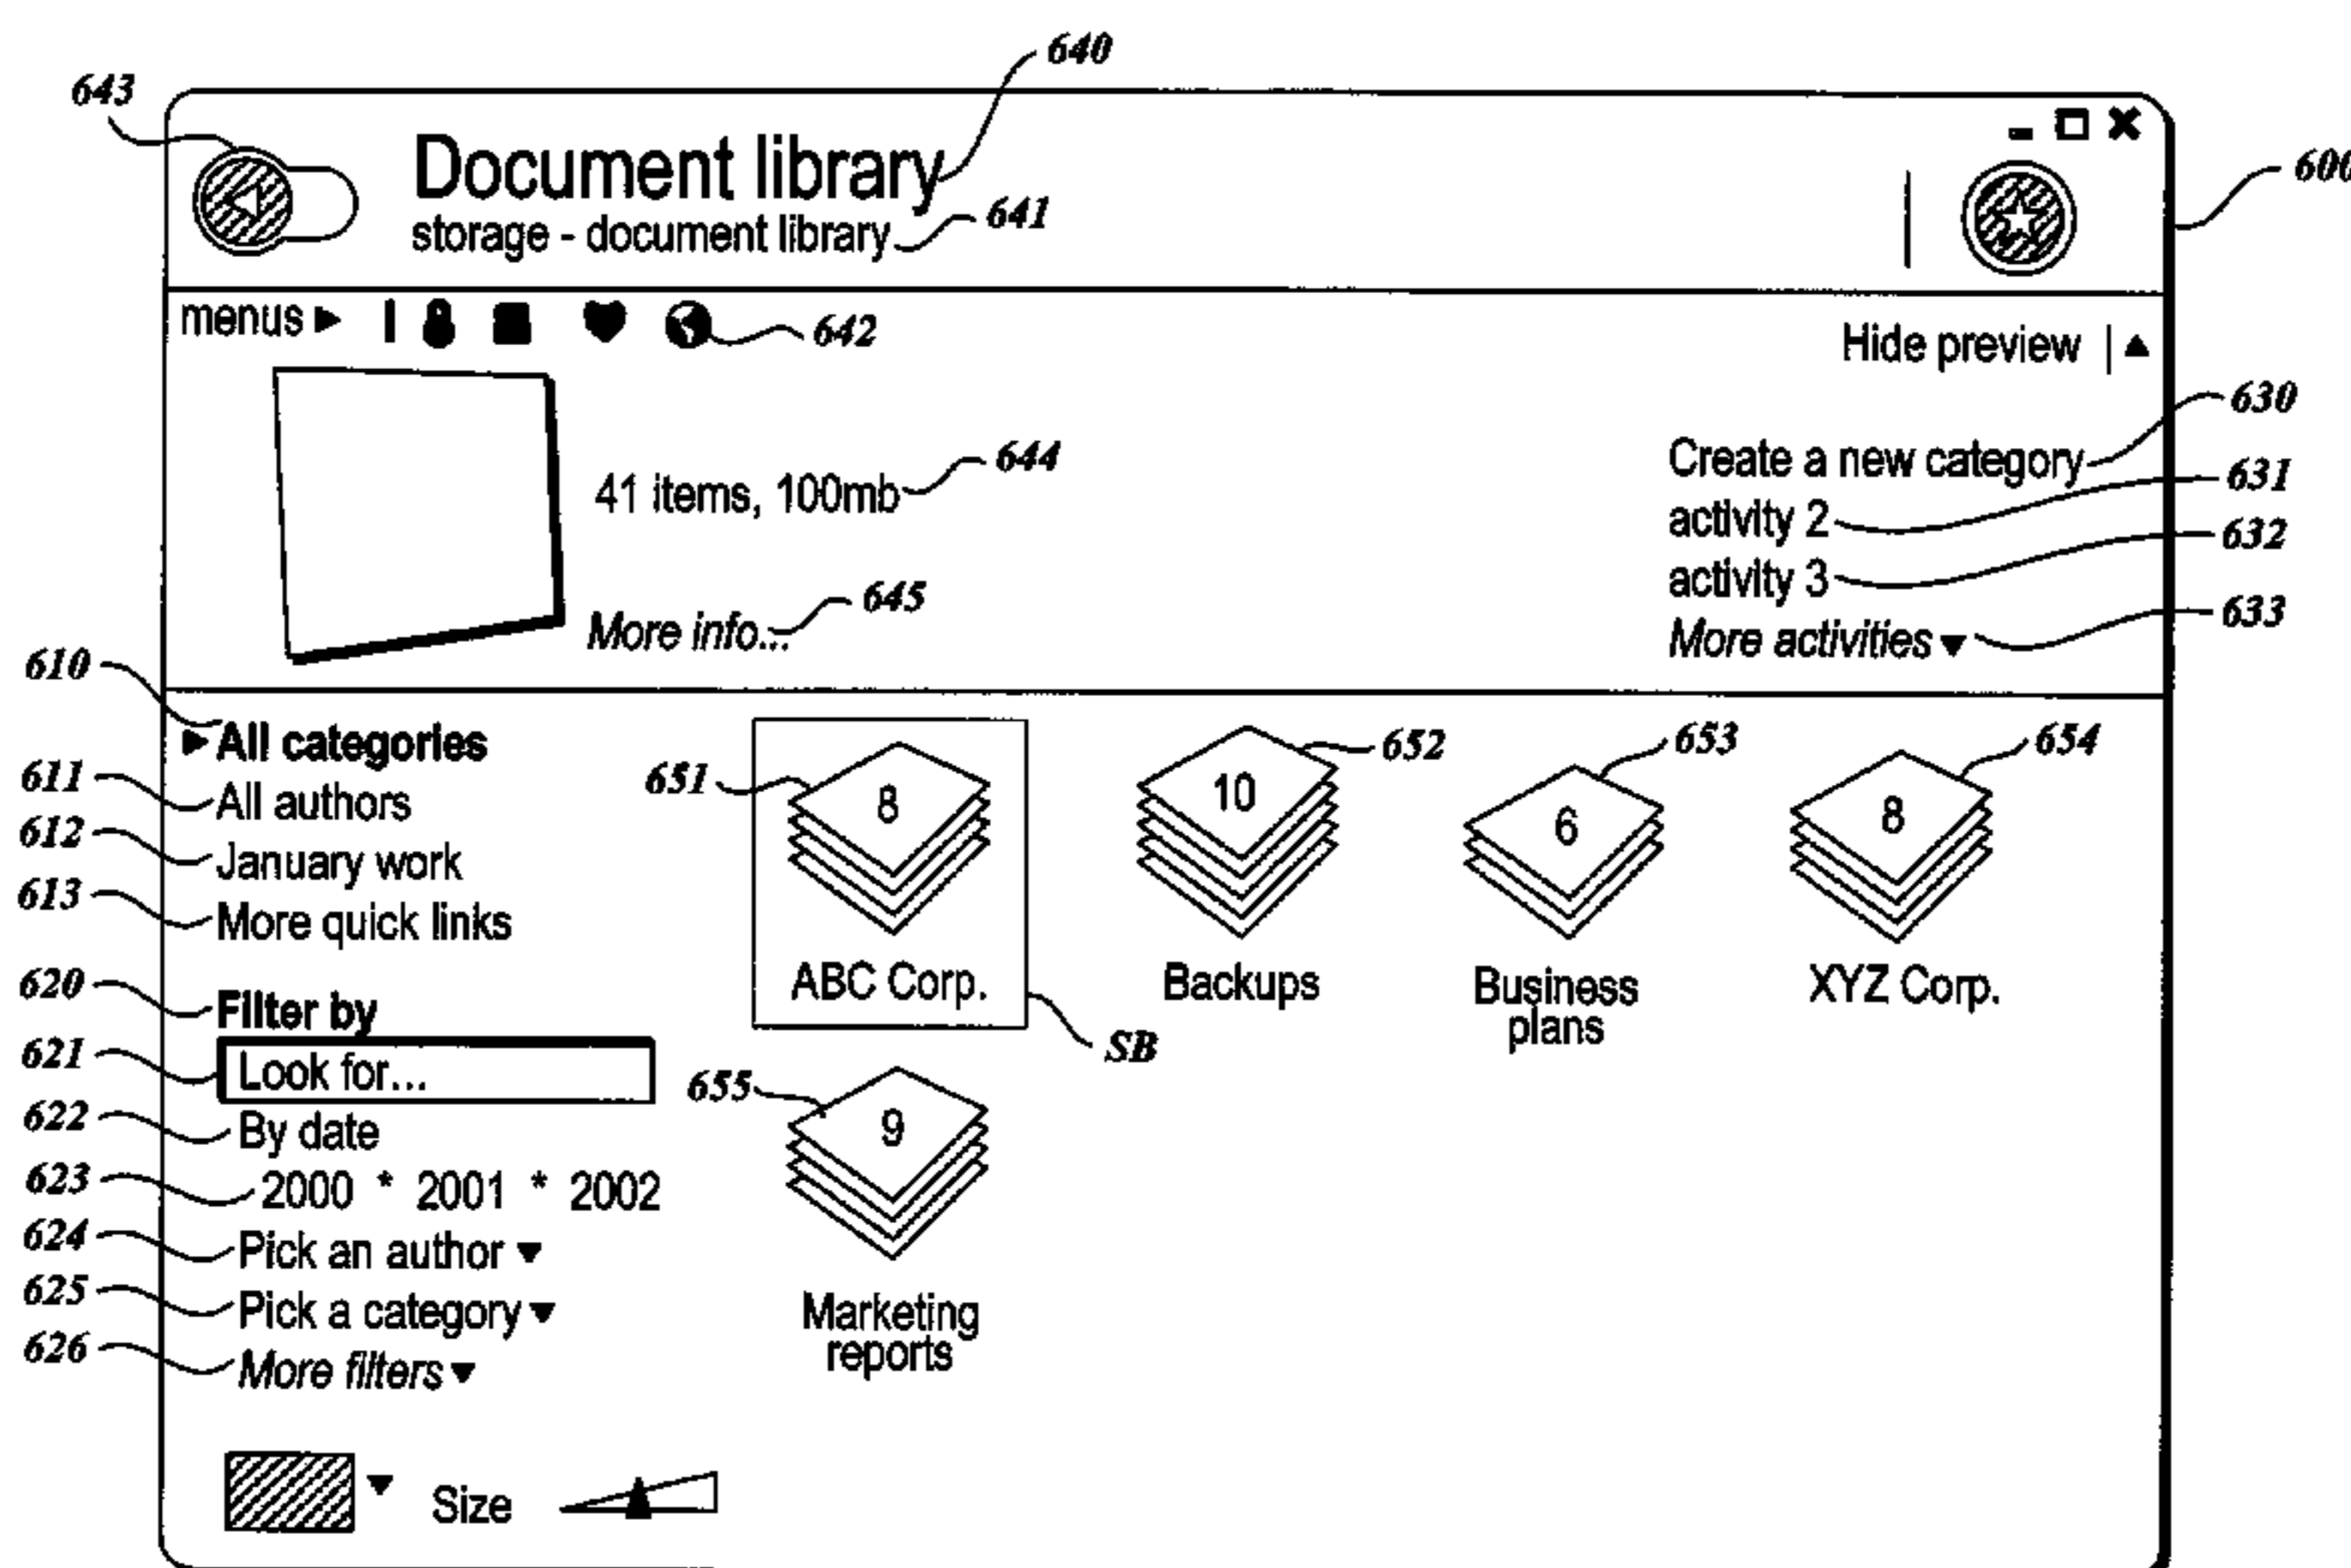 640
643
Document library
600
storage - document library
641
menus
642
Hide preview
630
Create a new category
644
41 items, 100mb
631
activity 2
632
activity 3
645
More info...
633
More activities
610
All categories
651
8
652
10
653
6
654
8
611
All authors
612
January work
613
More quick links
ABC Corp.
Backups
Business
plans
XYZ Corp.
SB
620
Filter by
621
Look for...
655
9
622
By date
623
2000 * 2001 * 2002
624
Pick an author
625
Pick a category
Marketing
reports
626
More filters
Size